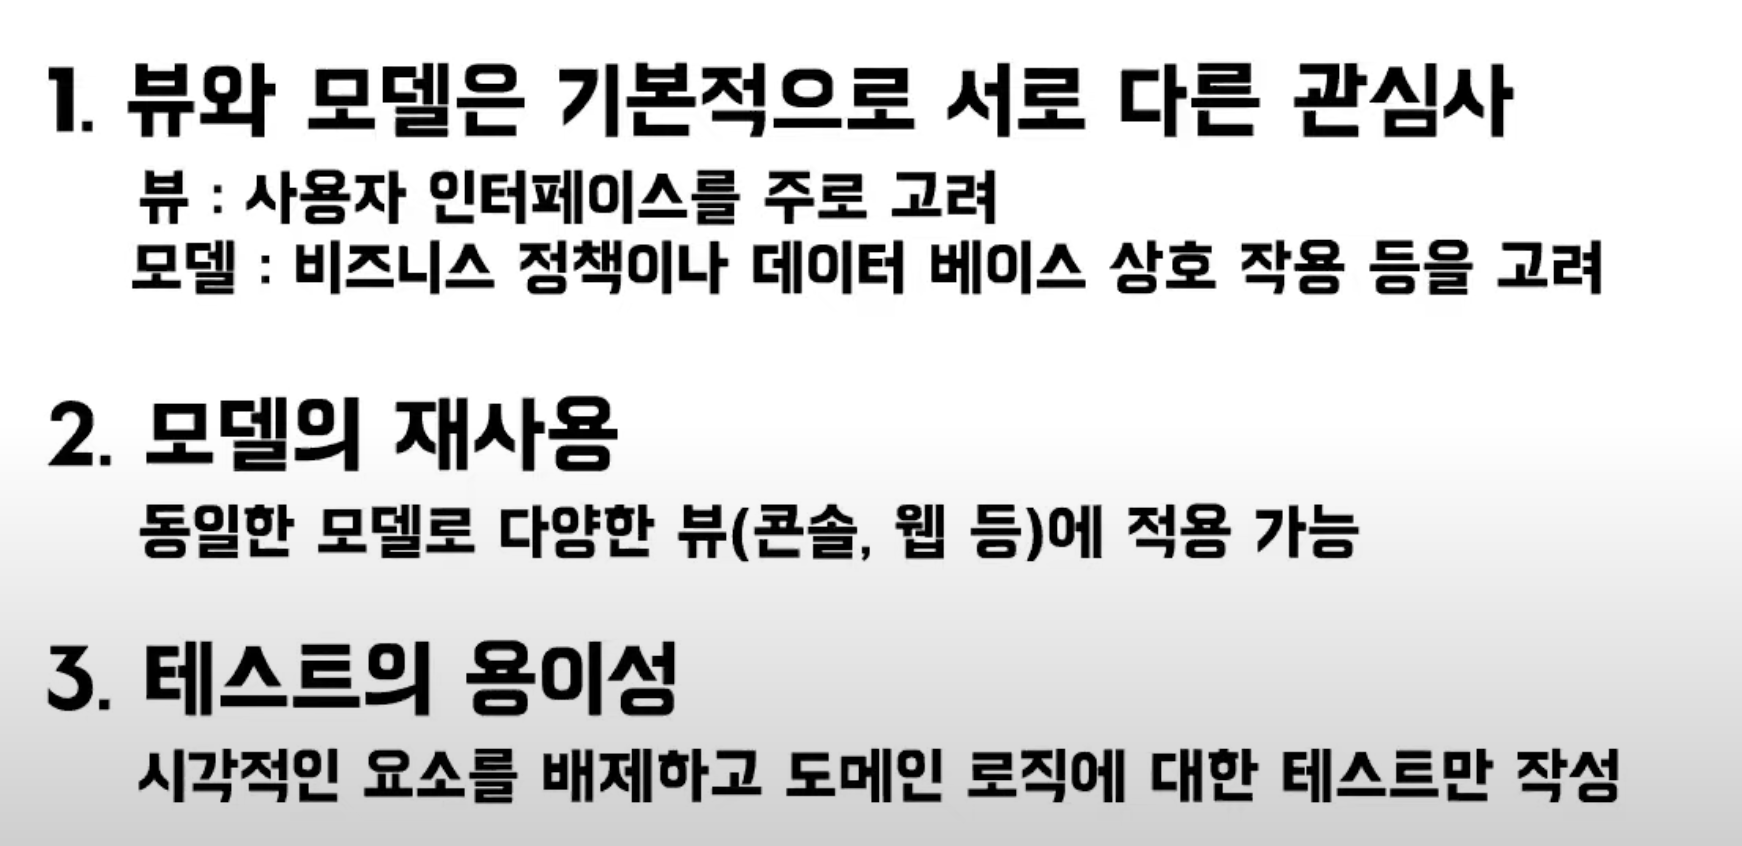 1. 뷰와 모델은 기본적으로 서로 다른 관심사
뷰 : 사용자 인터페이스를 주로 고려
모델 : 비즈니스 정책이나 데이터 베이스 상호 작용 등을 고려
2. 모델의 재사용
동일한 모델로 다양한 뷰(콘솔, 웹 등)에 적용 가능
3. 테스트의 용이성
시각적인 요소를 배제하고 도메인 로직에 대한 테스트만 작성